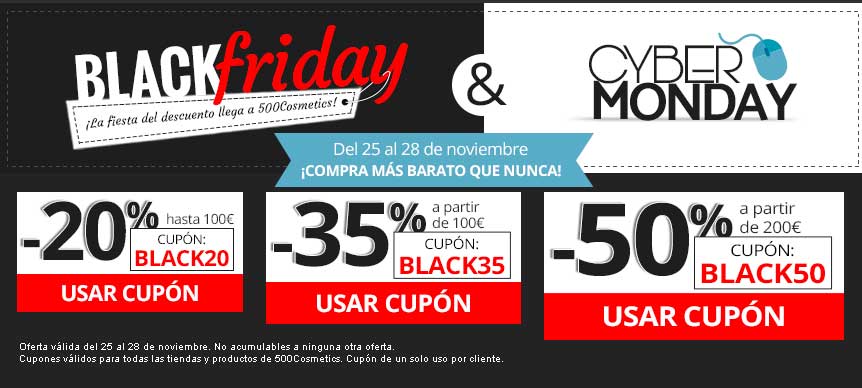 BLACKfriday
¡La fiesta del descuento llega a 500Cosmetics!
&
CYBER
MONDAY
Del 25 al 28 de noviembre
¡COMPRA MÁS BARATO QUE NUNCA!
-20% hasta 100€
CUPÓN:
BLACK20
USAR CUPÓN
-35% a partir
de 100€
CUPÓN:
BLACK35
USAR CUPÓN
-50% a partir
de 200€
CUPÓN:
BLACK50
USAR CUPÓN
Oferta válida del 25 al 28 de noviembre. No acumulables a ninguna otra oferta.
Cupones válidos para todas las tiendas y productos de 500Cosmetics. Cupón de un solo uso por cliente.